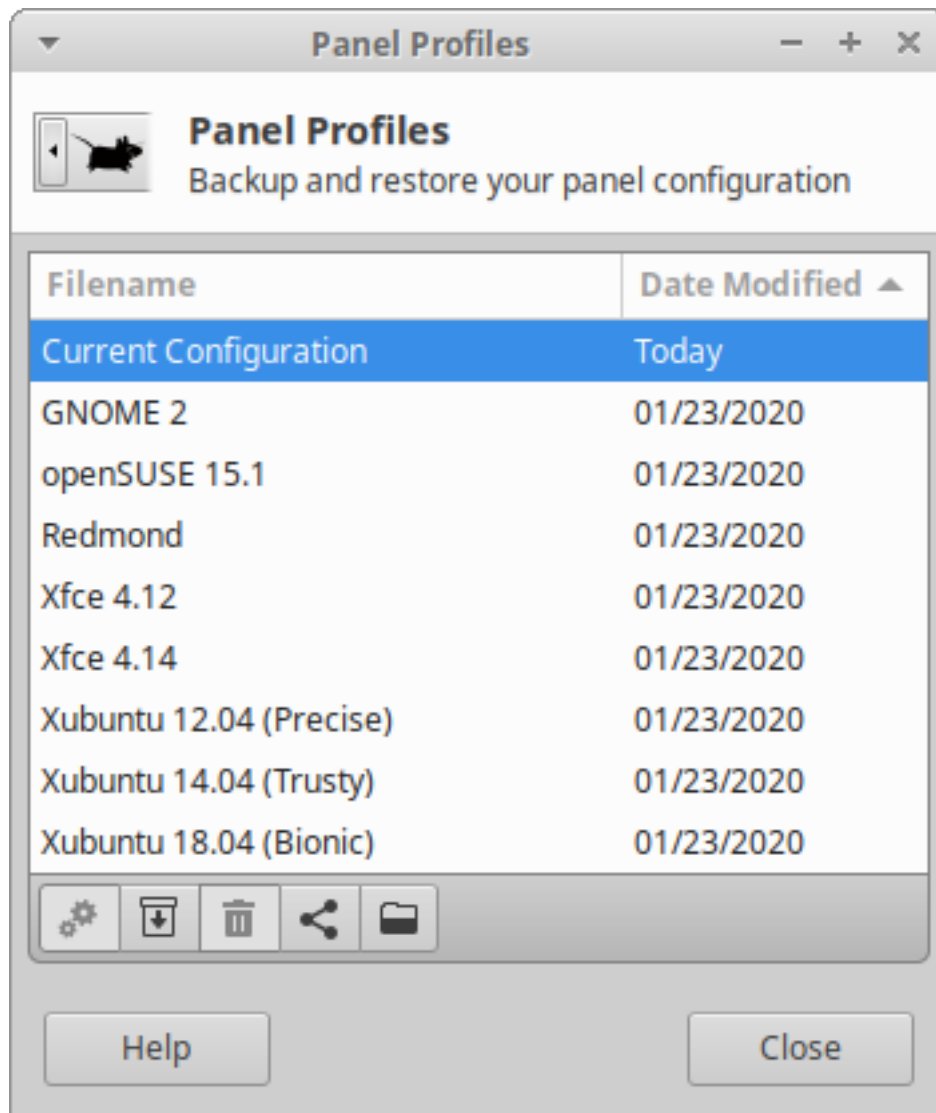 Panel Profiles
Panel Profiles
Backup and restore your panel configuration
Filename Date Modified
Current Configuration Today
GNOME 2 01/23/2020
openSUSE 15.1 01/23/2020
Redmond 01/23/2020
Xfce 4.12 01/23/2020
Xfce 4.14 01/23/2020
Xubuntu 12.04 (Precise) 01/23/2020
Xubuntu 14.04 (Trusty) 01/23/2020
Xubuntu 18.04 (Bionic) 01/23/2020
Help Close